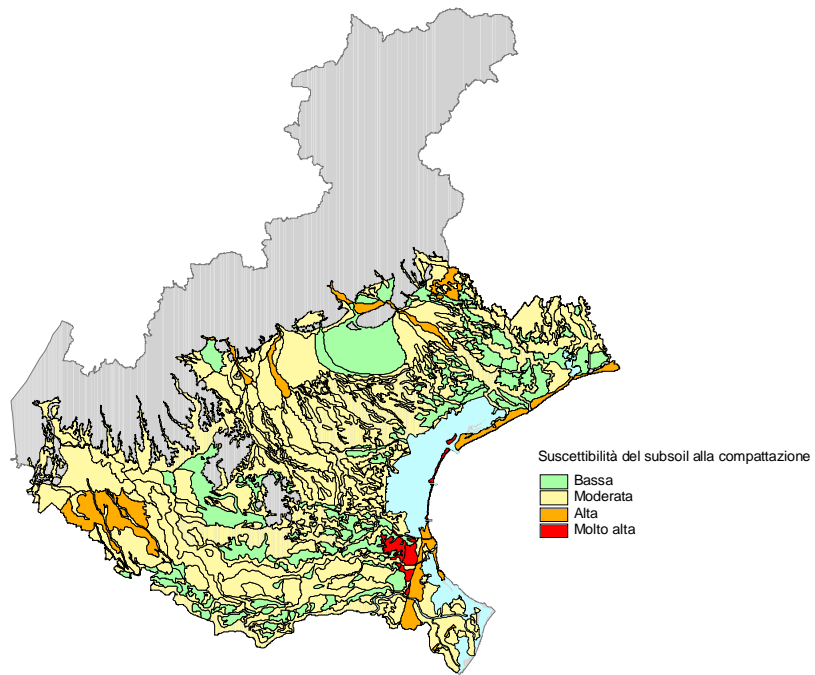 Suscettibilità del subsoil alla compattazione
Bassa
Moderata
Alta
Molto alta